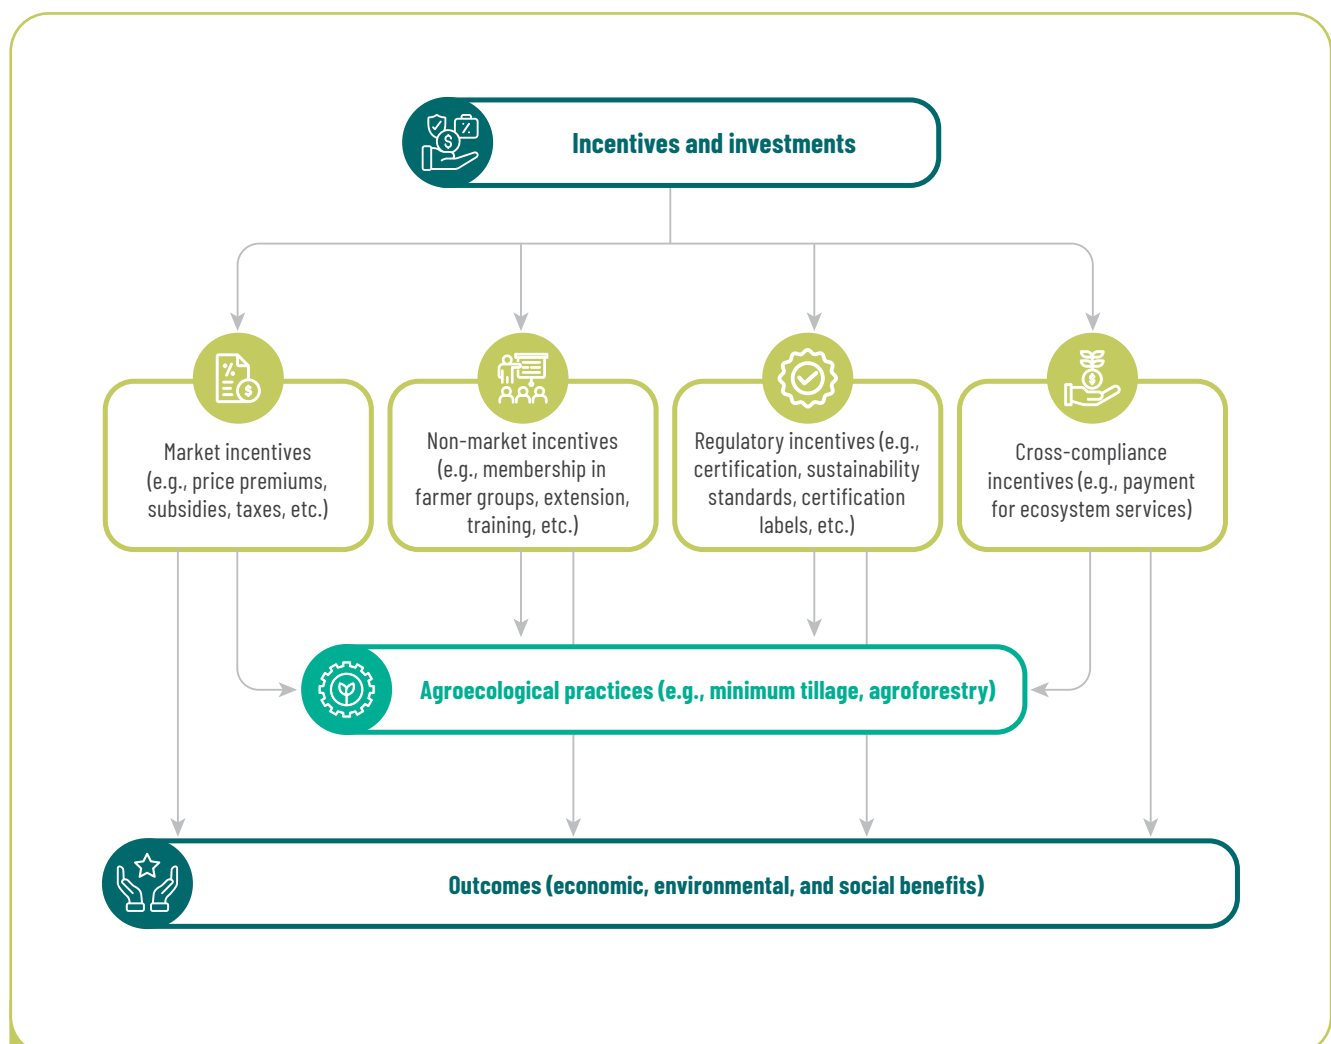 Incentives and investments
Market incentives
(e.g., price premiums,
subsidies, taxes, etc.)
Non-market incentives
(e.g., membership in
farmer groups, extension,
training, etc.)
Regulatory incentives (e.g.,
certification, sustainability
standards, certification
labels, etc.)
Cross-compliance
incentives (e.g., payment
for ecosystem services)
Agroecological practices (e.g., minimum tillage, agroforestry)
Outcomes (economic, environmental, and social benefits)